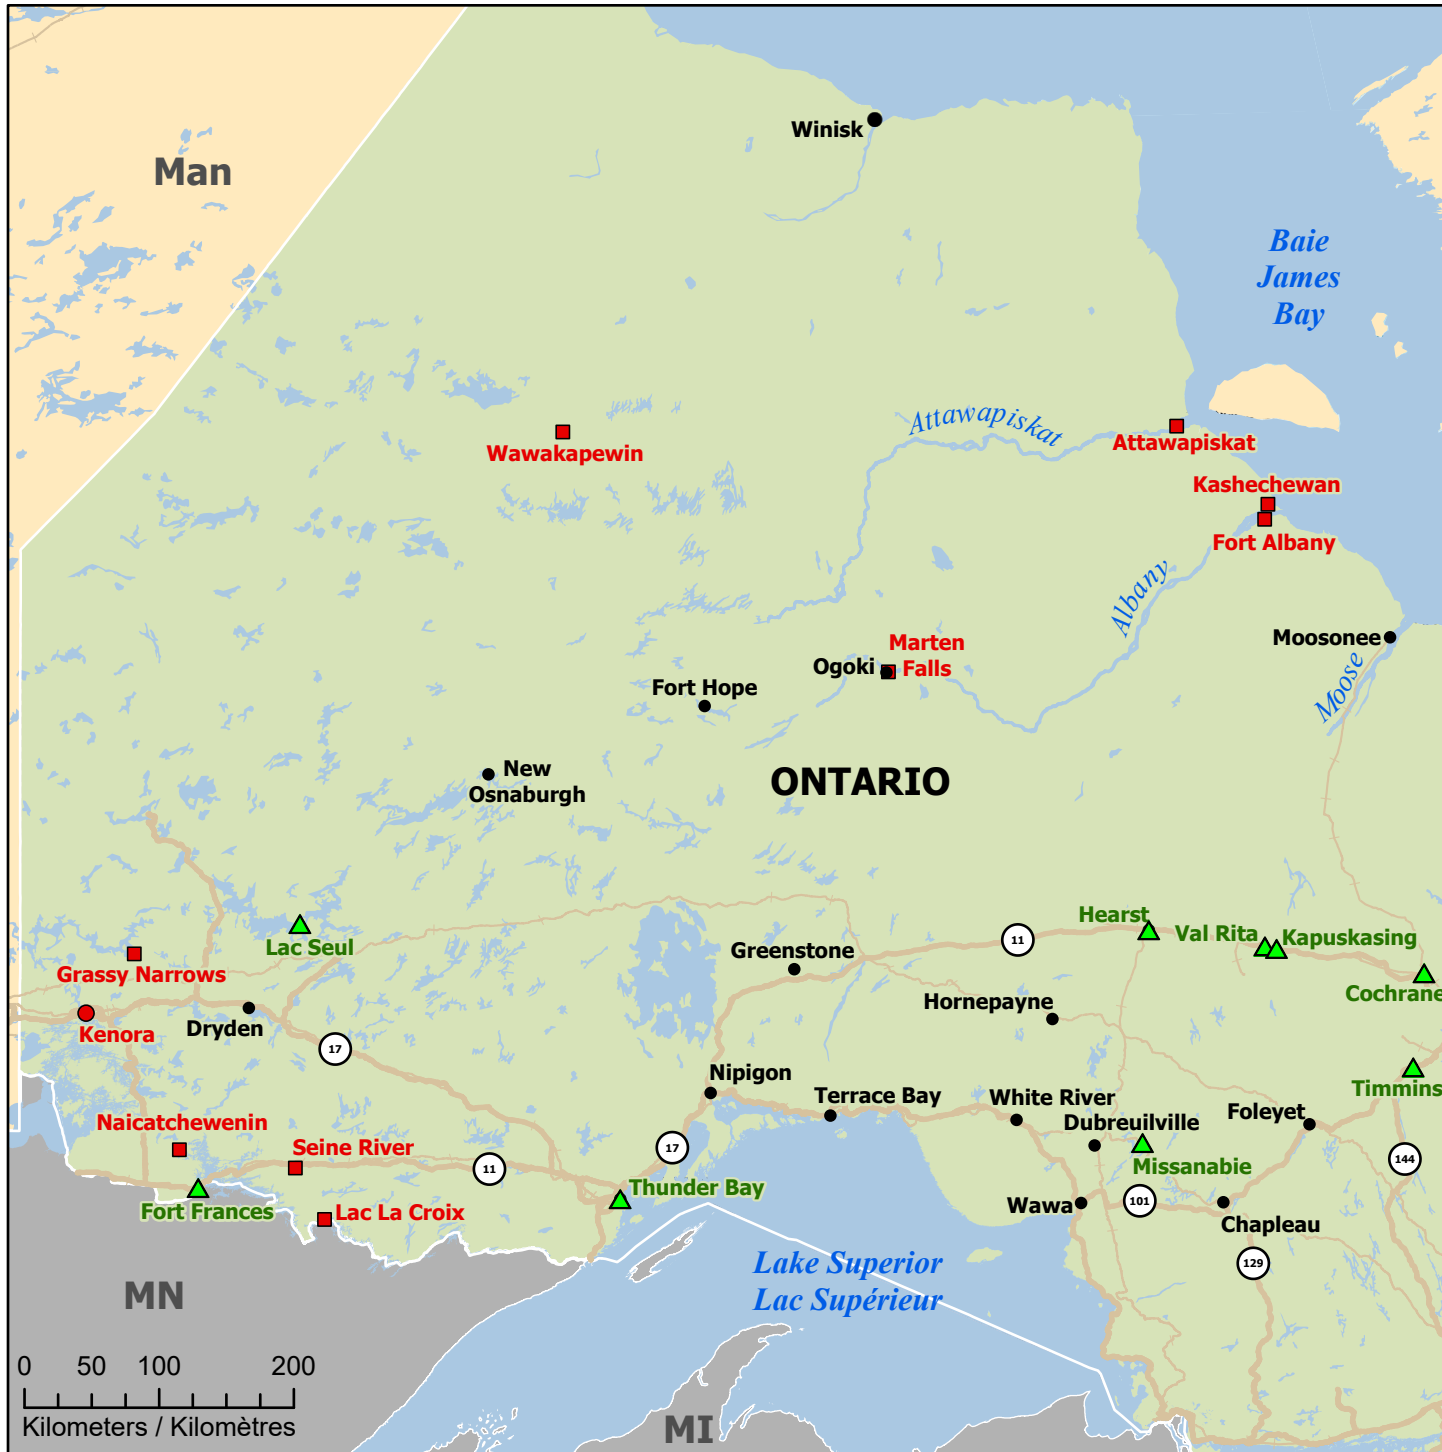 Winisk
Man
Baie
James
Bay
Attawapiskat
Attawapiskat
Wawakapewin
Kashechewan
Fort Albany
Albany
Moosonee
Marten
Falls
Ogoki
Moose
Fort Hope
New
Osnaburgh
ONTARIO
Hearst
Val Rita
Kapuskasing
11
Lac Seul
Greenstone
Grassy Narrows
Cochrane
Hornepayne
Dryden
Kenora
17
Timmins
Nipigon
Terrace Bay
White River
Foleyet
Dubreuilville
Naicatchewenin
Seine River
17
144
11
Missanabie
Thunder Bay
Fort Frances
Lac La Croix
Wawa
101
Chapleau
129
Lake Superior
Lac Supérieur
MN
0 50 100 200
Kilometers / Kilomètres
MI